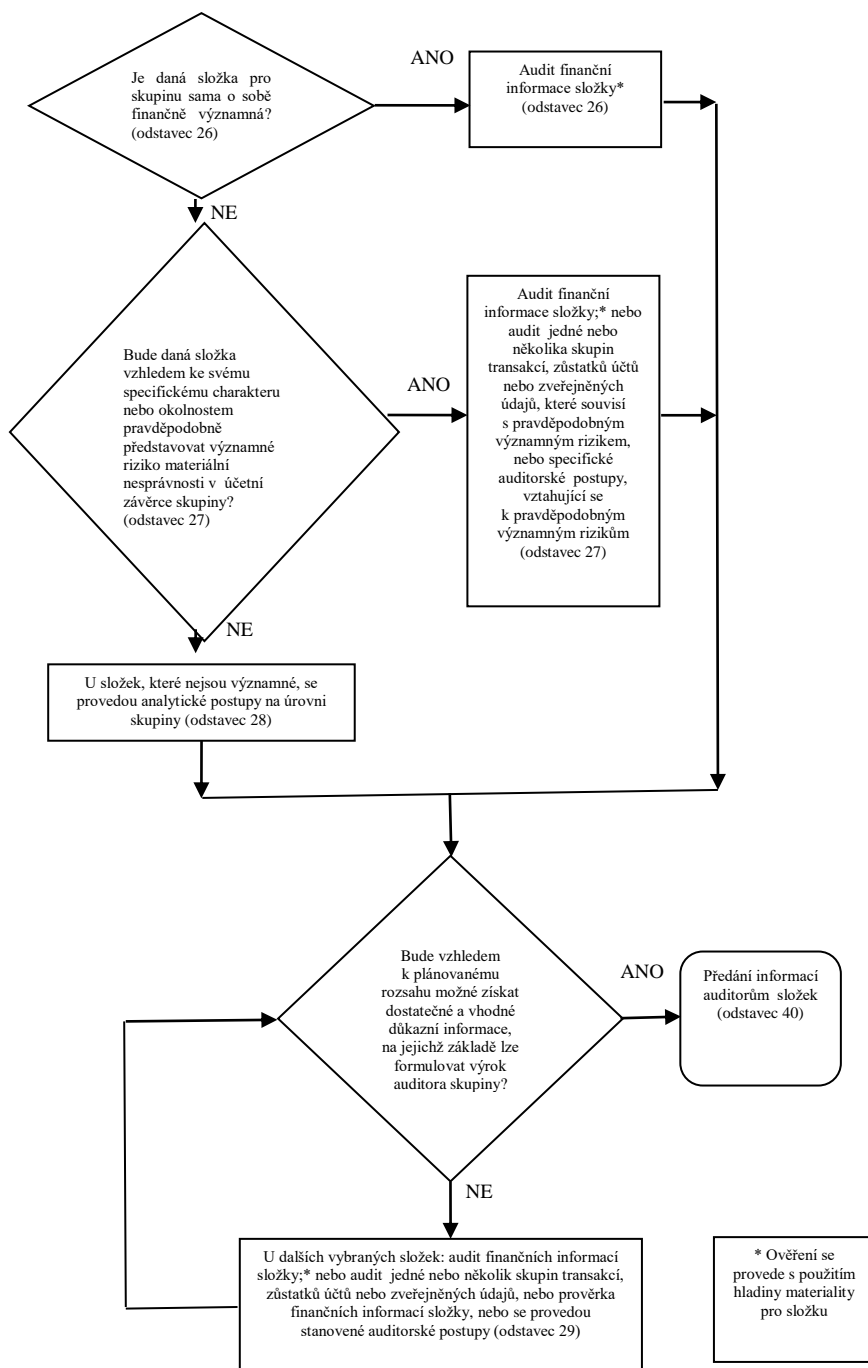 Je daná složka pro
skupinu sama o sobě
finančně významná?
(odstavec 26)
ANO
Audit finanční
informace složky*
(odstavec 26)
NE
Bude daná složka
vzhledem ke svému
specifickému charakteru
nebo okolnostem
pravděpodobně
představovat významné
riziko materiální
nesprávnosti v účetní
závěrce skupiny?
(odstavec 27)
ANO
Audit finanční
informace složky;* nebo
audit jedné nebo
několika skupin
transakcí, zůstatků účtů
nebo zveřejněných
údajů, které souvisí
s pravděpodobným
významným rizikem,
nebo specifické
auditorské postupy,
vztahující se
k pravděpodobným
významným rizikům
(odstavec 27)
NE
U složek, které nejsou významné, se
provedou analytické postupy na úrovni
skupiny (odstavec 28)
Bude vzhledem
k plánovanému
rozsahu možné získat
dostatečné a vhodné
důkazní informace,
na jejichž základě lze
formulovat výrok
auditora skupiny?
ANO
Předání informací
auditorům složek
(odstavec 40)
NE
U dalších vybraných složek: audit finančních informací
složky;* nebo audit jedné nebo několik skupin transakcí,
zůstatků účtů nebo zveřejněných údajů, nebo prověrka
finančních informací složky, nebo se provedou
stanovené auditorské postupy (odstavec 29)
* Ověření se
provede s použitím
hladiny materiality
pro složku